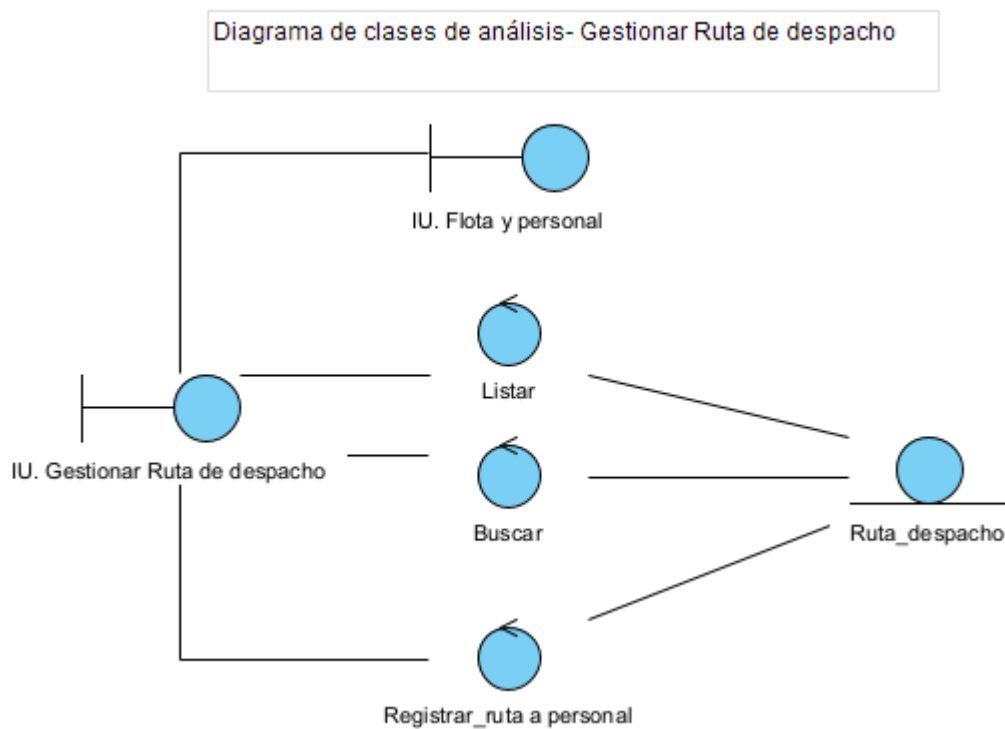 Diagrama de clases de análisis- Gestionar Ruta de despacho
IU. Flota y personal
Listar
IU. Gestionar Ruta de despacho
Buscar
Ruta_despacho
Registrar_ruta a personal